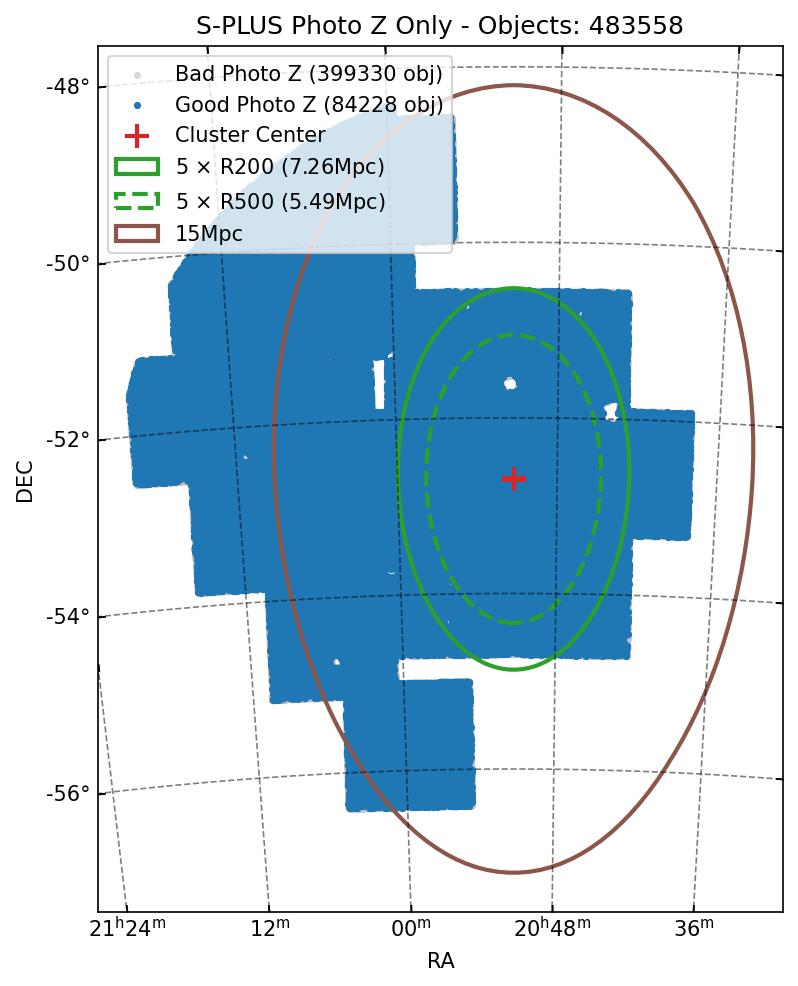 S-PLUS Photo Z Only - Objects: 483558
Bad Photo Z (399330 obj)
Good Photo Z (84228 obj)
Cluster Center
5 × R200 (7.26Mpc)
5 × R500 (5.49Mpc)
15Mpc
-48°
-50°
-52°
-54°
-56°
DEC
21ʰ24ᵐ 12ᵐ 00ᵐ 20ʰ48ᵐ 36ᵐ
RA